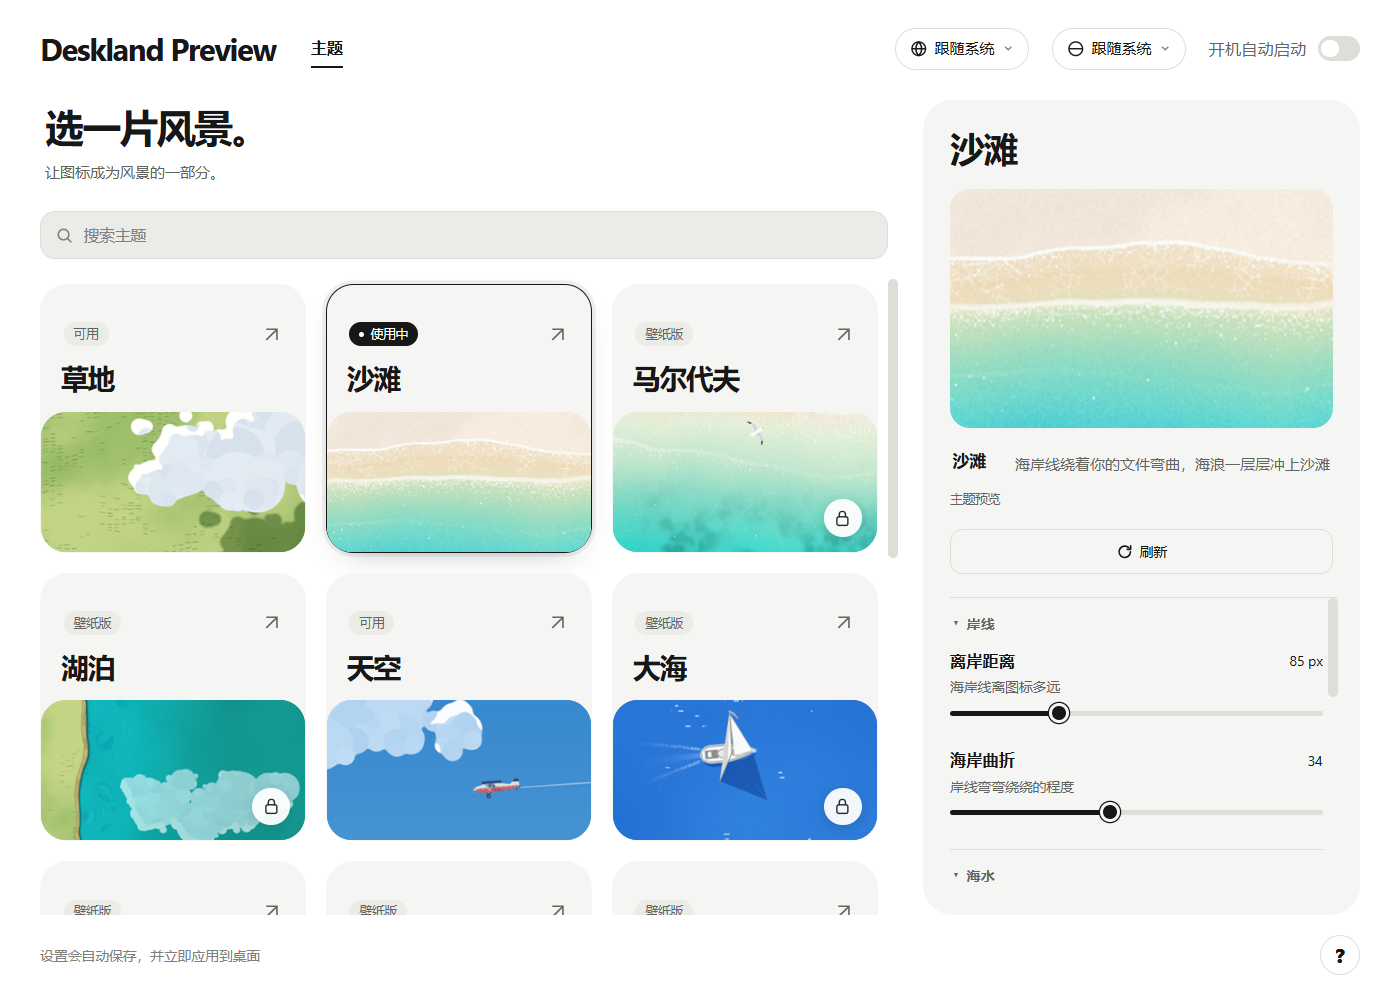 Deskland Preview 主题 跟随系统 跟随系统 开机自动启动
选一片风景。
让图标成为风景的一部分。
搜索主题
可用
草地
使用中
沙滩
壁纸版
马尔代夫
壁纸版
湖泊
可用
天空
壁纸版
大海
壁纸版
壁纸版
壁纸版
沙滩
沙滩 海岸线绕着你的文件弯曲，海浪一层层冲上沙滩
主题预览
刷新
岸线
离岸距离 85 px
海岸线离图标多远
海岸曲折 34
岸线弯弯绕绕的程度
海水
设置会自动保存，并立即应用到桌面
?